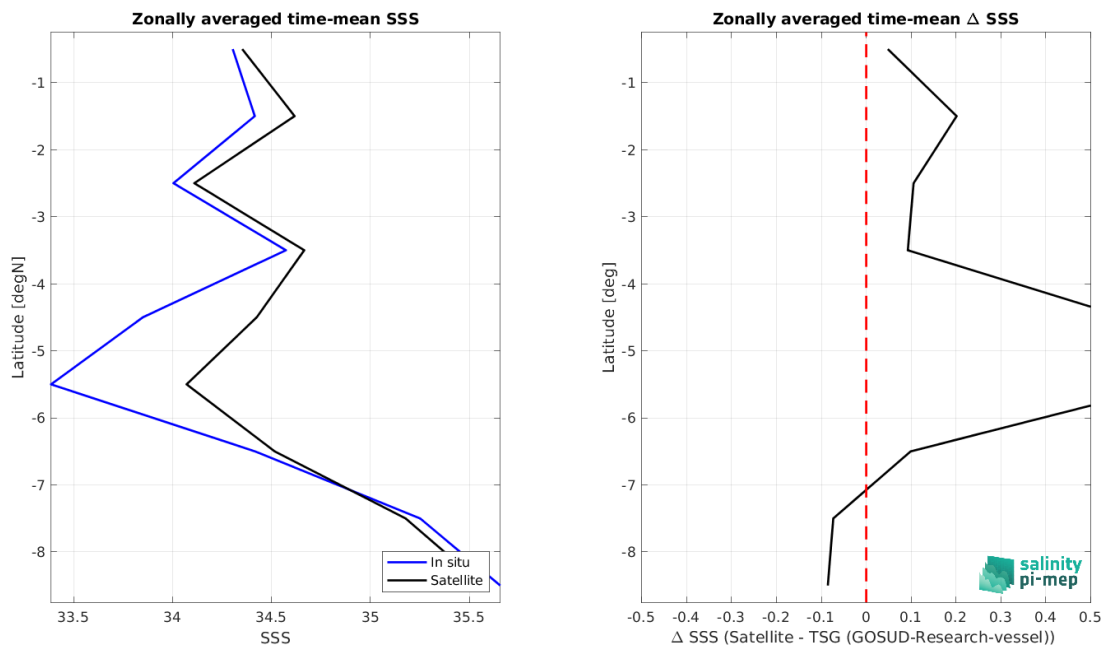 Zonally averaged time-mean SSS
Latitude [degN]
-1
-2
-3
-4
-5
-6
-7
-8
33.5 34 34.5 35 35.5
SSS
In situ
Satellite
Zonally averaged time-mean Δ SSS
Latitude [deg]
-1
-2
-3
-4
-5
-6
-7
-8
-0.5 -0.4 -0.3 -0.2 -0.1 0 0.1 0.2 0.3 0.4 0.5
Δ SSS (Satellite - TSG (GOSUD-Research-vessel))
salinity
pi-mep